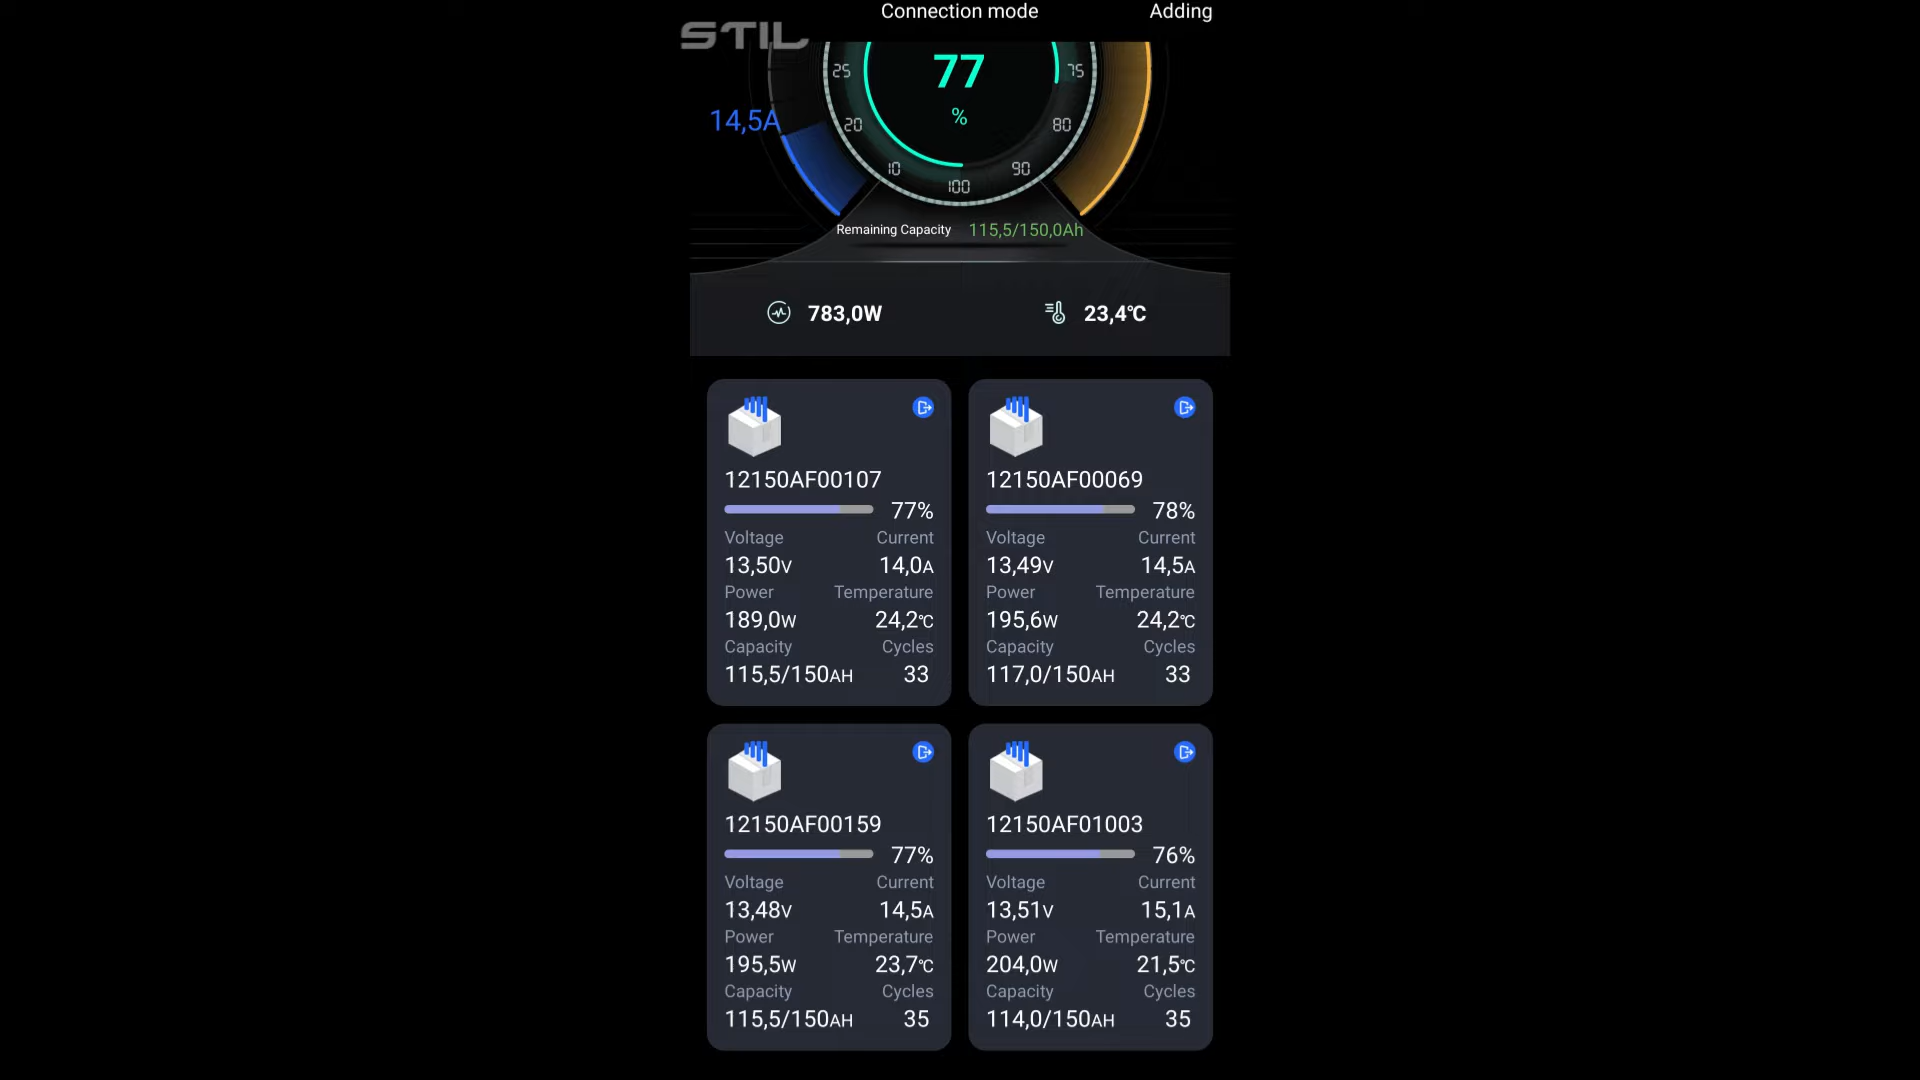 Connection mode
Adding
STIL
77
%
25
75
14,5A
20
80
10
90
100
Remaining Capacity 115,5/150,0Ah
783,0W
23,4℃
12150AF00107
77%
Voltage Current
13,50V 14,0A
Power Temperature
189,0W 24,2℃
Capacity Cycles
115,5/150AH 33
12150AF00069
78%
Voltage Current
13,49V 14,5A
Power Temperature
195,6W 24,2℃
Capacity Cycles
117,0/150AH 33
12150AF00159
77%
Voltage Current
13,48V 14,5A
Power Temperature
195,5W 23,7℃
Capacity Cycles
115,5/150AH 35
12150AF01003
76%
Voltage Current
13,51V 15,1A
Power Temperature
204,0W 21,5℃
Capacity Cycles
114,0/150AH 35